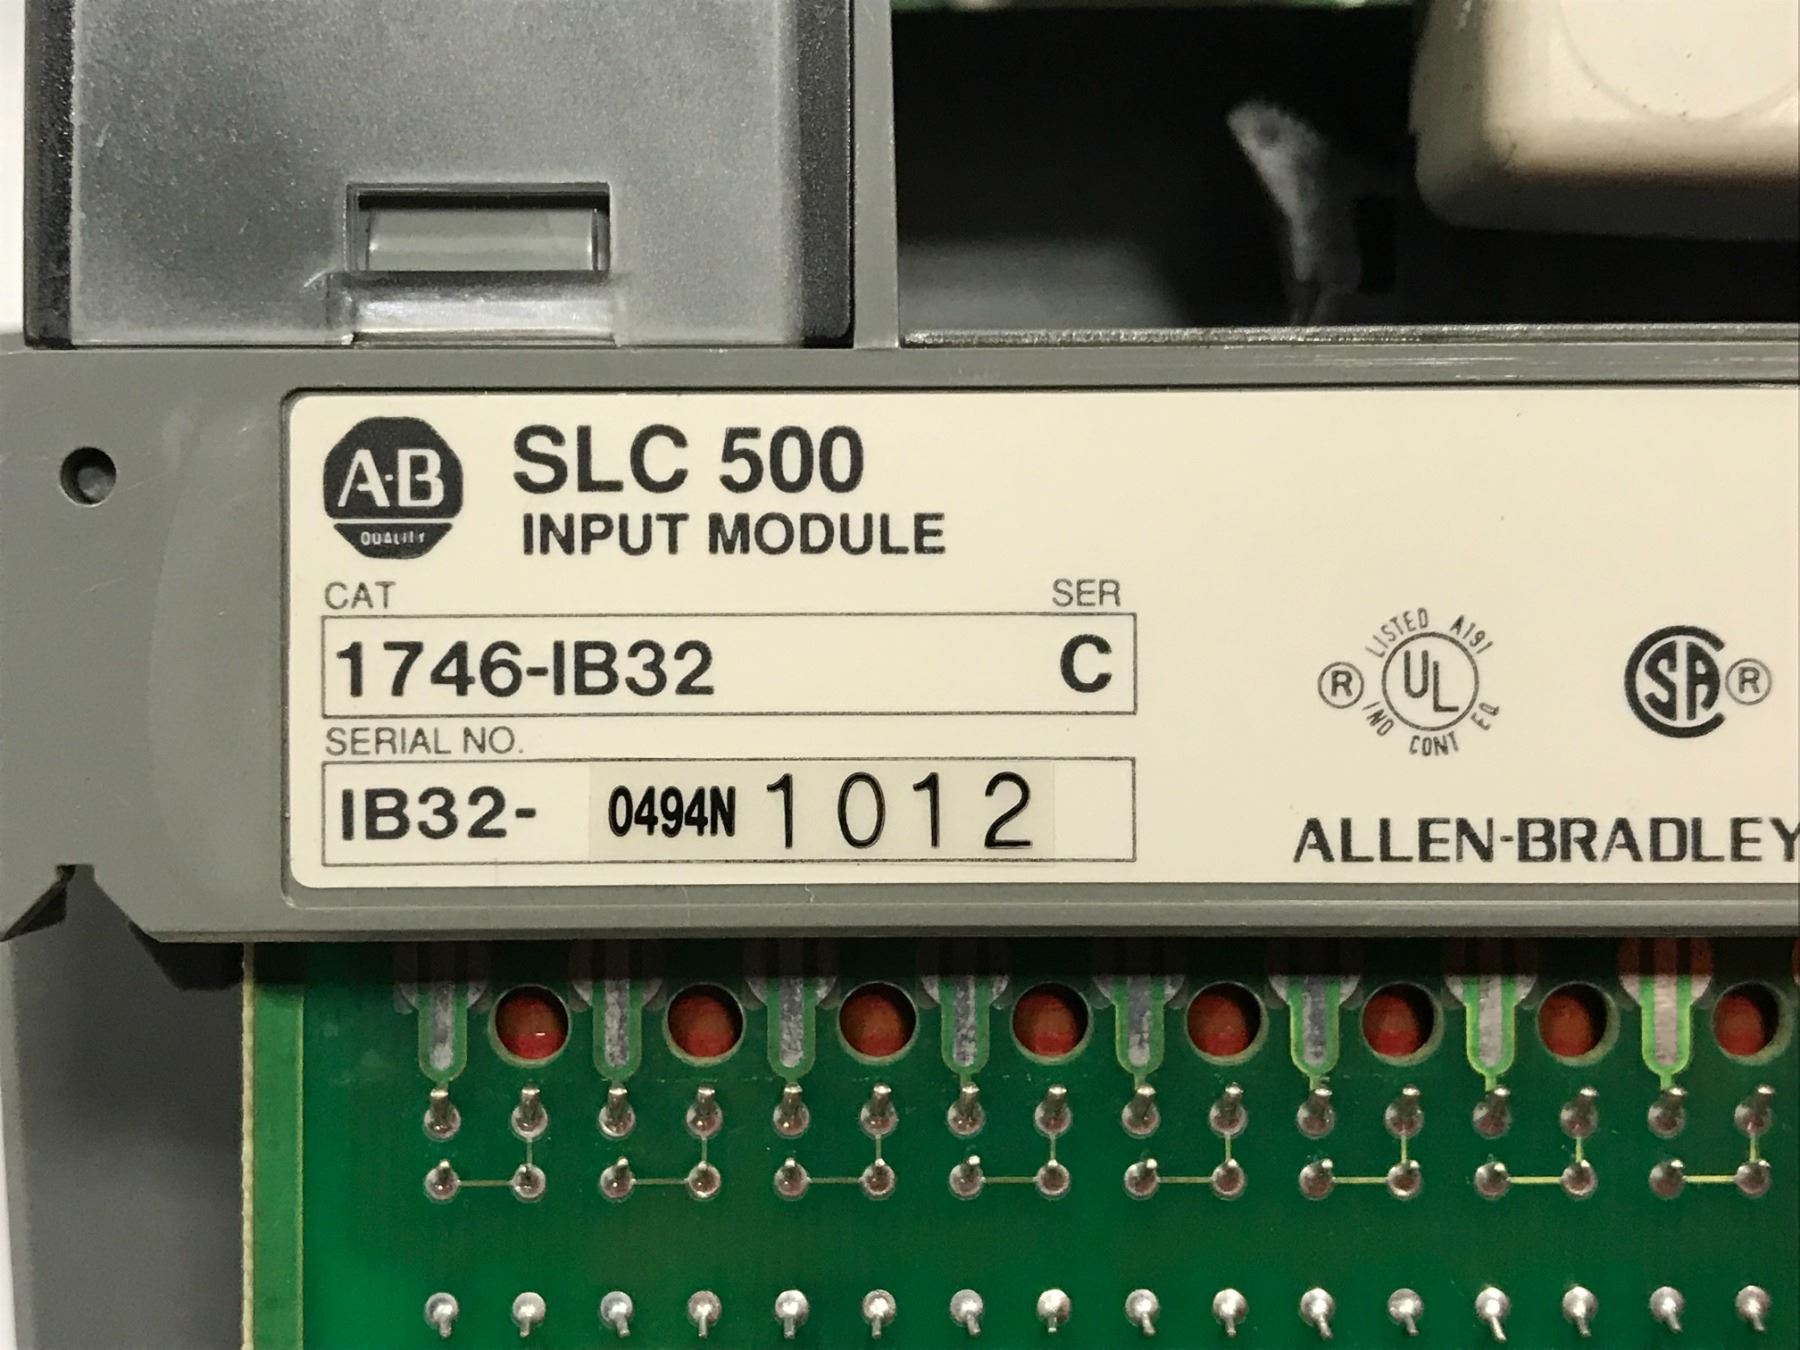 A·B
QUALITY
SLC 500
INPUT MODULE
CAT
SER
1746-IB32
C
SERIAL NO.
IB32-
0494N 1012
®
LISTED A191
UL
IND CONT EQ
SA
®
ALLEN-BRADLEY